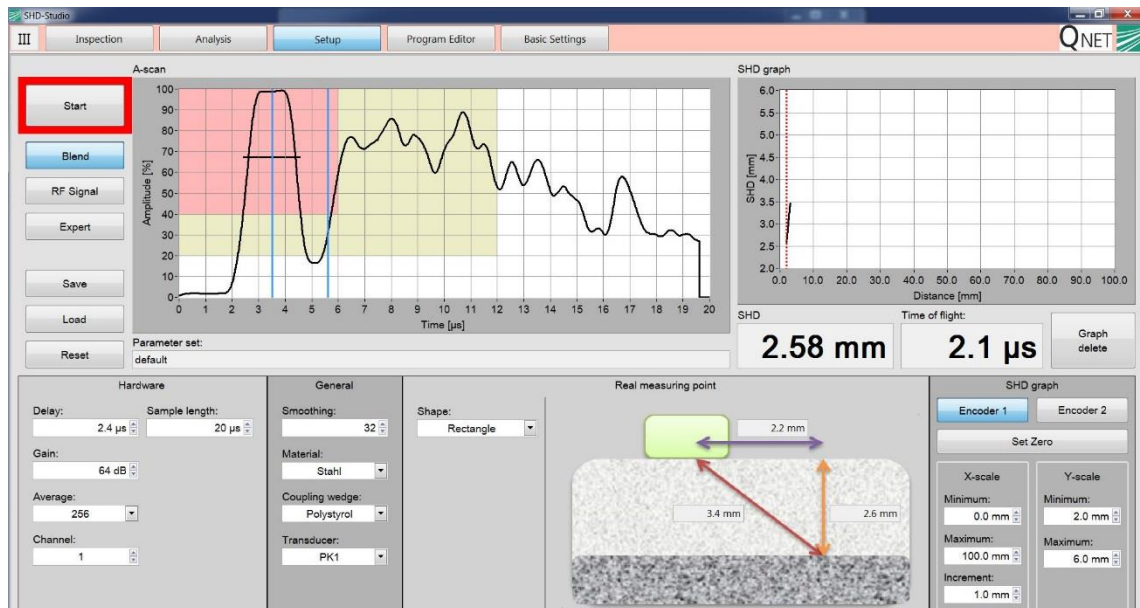 SHD-Studio
III Inspection Analysis Setup Program Editor Basic Settings QNET
A-scan
Start
Blend
RF Signal
Expert
Save
Load
Reset
Amplitude [%]
100
90
80
70
60
50
40
30
20
10
0
0 1 2 3 4 5 6 7 8 9 10 11 12 13 14 15 16 17 18 19 20
Time [µs]
Parameter set:
default
SHD graph
SHD [mm]
6.0
5.5
5.0
4.5
4.0
3.5
3.0
2.5
2.0
0.0 10.0 20.0 30.0 40.0 50.0 60.0 70.0 80.0 90.0 100.0
Distance [mm]
SHD Time of flight:
2.58 mm 2.1 µs
Graph
delete
Hardware
Delay: Sample length:
2.4 µs 20 µs
Gain:
64 dB
Average:
256
Channel:
1
General
Smoothing:
32
Material:
Stahl
Coupling wedge:
Polystyrol
Transducer:
PK1
Real measuring point
Shape:
Rectangle
2.2 mm
3.4 mm 2.6 mm
SHD graph
Encoder 1 Encoder 2
Set Zero
X-scale
Minimum:
0.0 mm
Maximum:
100.0 mm
Increment:
1.0 mm
Y-scale
Minimum:
2.0 mm
Maximum:
6.0 mm